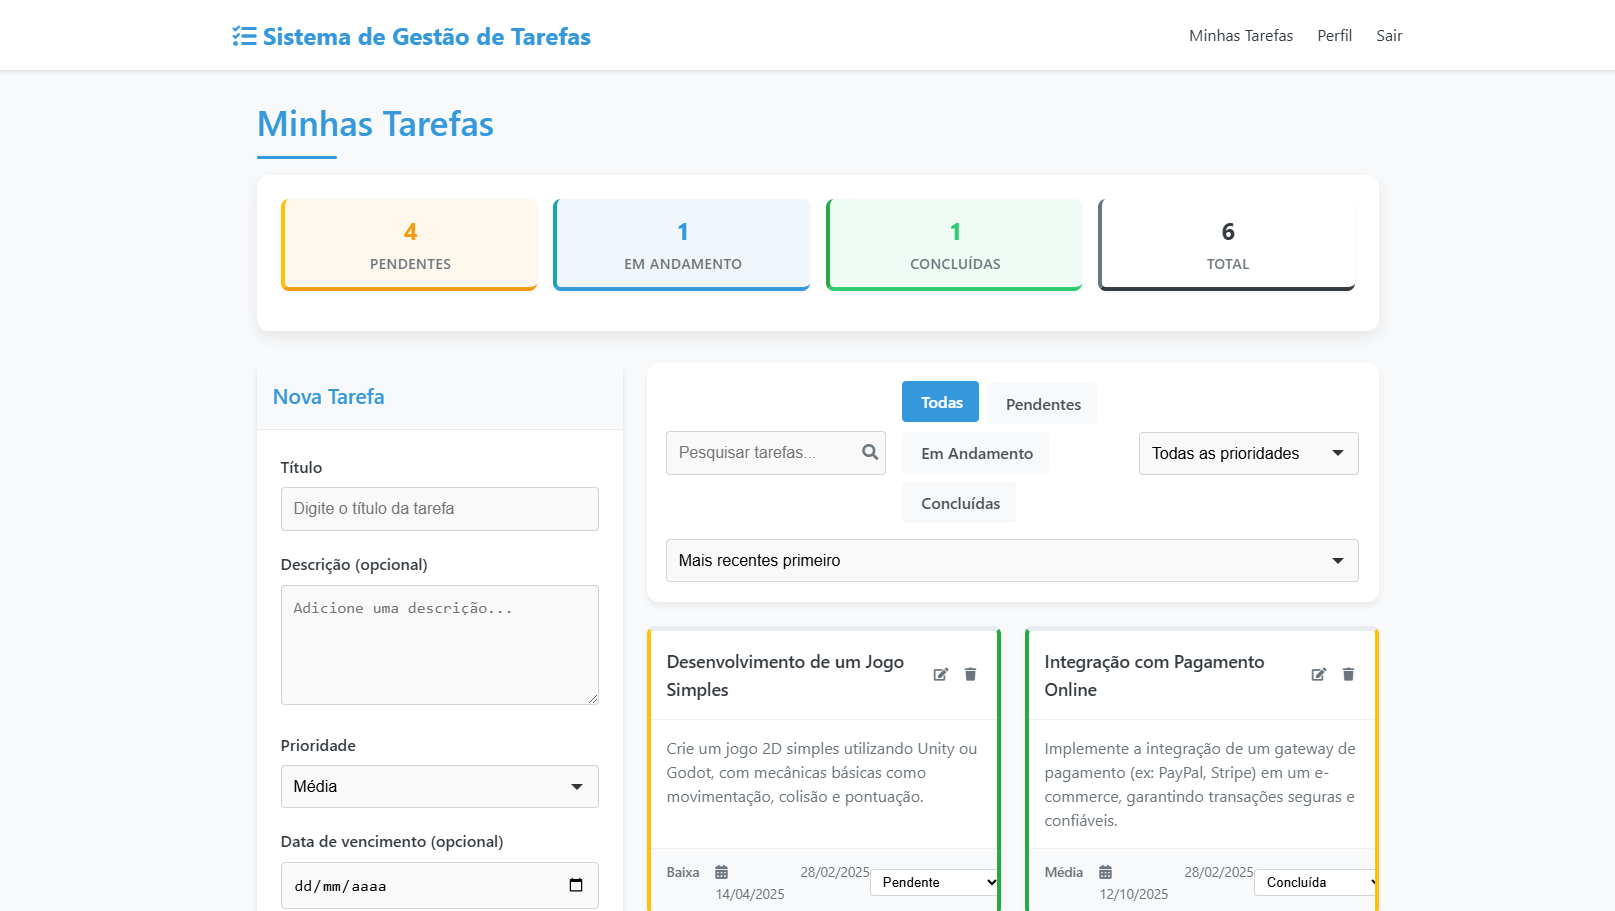 Sistema de Gestão de Tarefas
Minhas Tarefas
Perfil
Sair
Minhas Tarefas
4
PENDENTES
1
EM ANDAMENTO
1
CONCLUÍDAS
6
TOTAL
Nova Tarefa
Título
Digite o título da tarefa
Descrição (opcional)
Adicione uma descrição...
Prioridade
Média
Data de vencimento (opcional)
dd/mm/aaaa
Pesquisar tarefas...
Todas
Pendentes
Em Andamento
Concluídas
Todas as prioridades
Mais recentes primeiro
Desenvolvimento de um Jogo
Simples
Crie um jogo 2D simples utilizando Unity ou
Godot, com mecânicas básicas como
movimentação, colisão e pontuação.
Baixa
14/04/2025
28/02/2025
Pendente
Integração com Pagamento
Online
Implemente a integração de um gateway de
pagamento (ex: PayPal, Stripe) em um e-
commerce, garantindo transações seguras e
confiáveis.
Média
12/10/2025
28/02/2025
Concluída